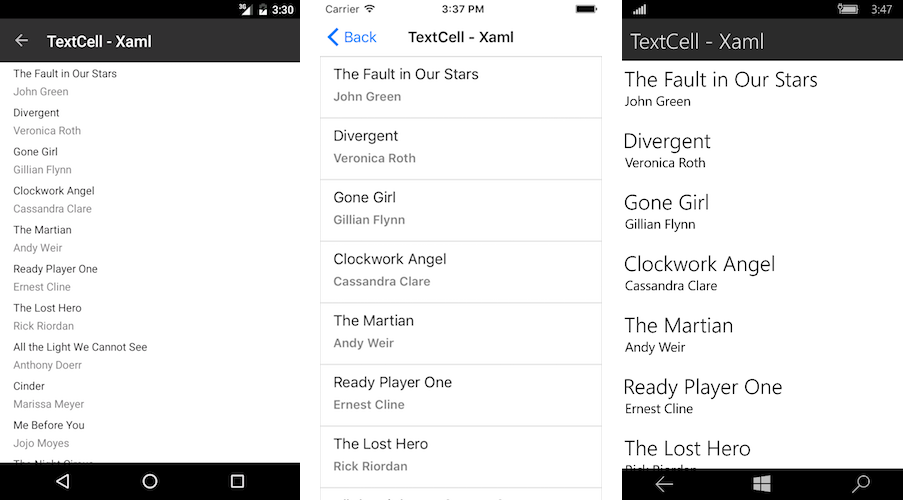 3G 3:30
TextCell - Xaml
The Fault in Our Stars
John Green
Divergent
Veronica Roth
Gone Girl
Gillian Flynn
Clockwork Angel
Cassandra Clare
The Martian
Andy Weir
Ready Player One
Ernest Cline
The Lost Hero
Rick Riordan
All the Light We Cannot See
Anthony Doerr
Cinder
Marissa Meyer
Me Before You
Jojo Moyes
The Night Circus
Carrier 3:37 PM
Back TextCell - Xaml
The Fault in Our Stars
John Green
Divergent
Veronica Roth
Gone Girl
Gillian Flynn
Clockwork Angel
Cassandra Clare
The Martian
Andy Weir
Ready Player One
Ernest Cline
The Lost Hero
Rick Riordan
3:47
TextCell - Xaml
The Fault in Our Stars
John Green
Divergent
Veronica Roth
Gone Girl
Gillian Flynn
Clockwork Angel
Cassandra Clare
The Martian
Andy Weir
Ready Player One
Ernest Cline
The Lost Hero
Rick Riordan